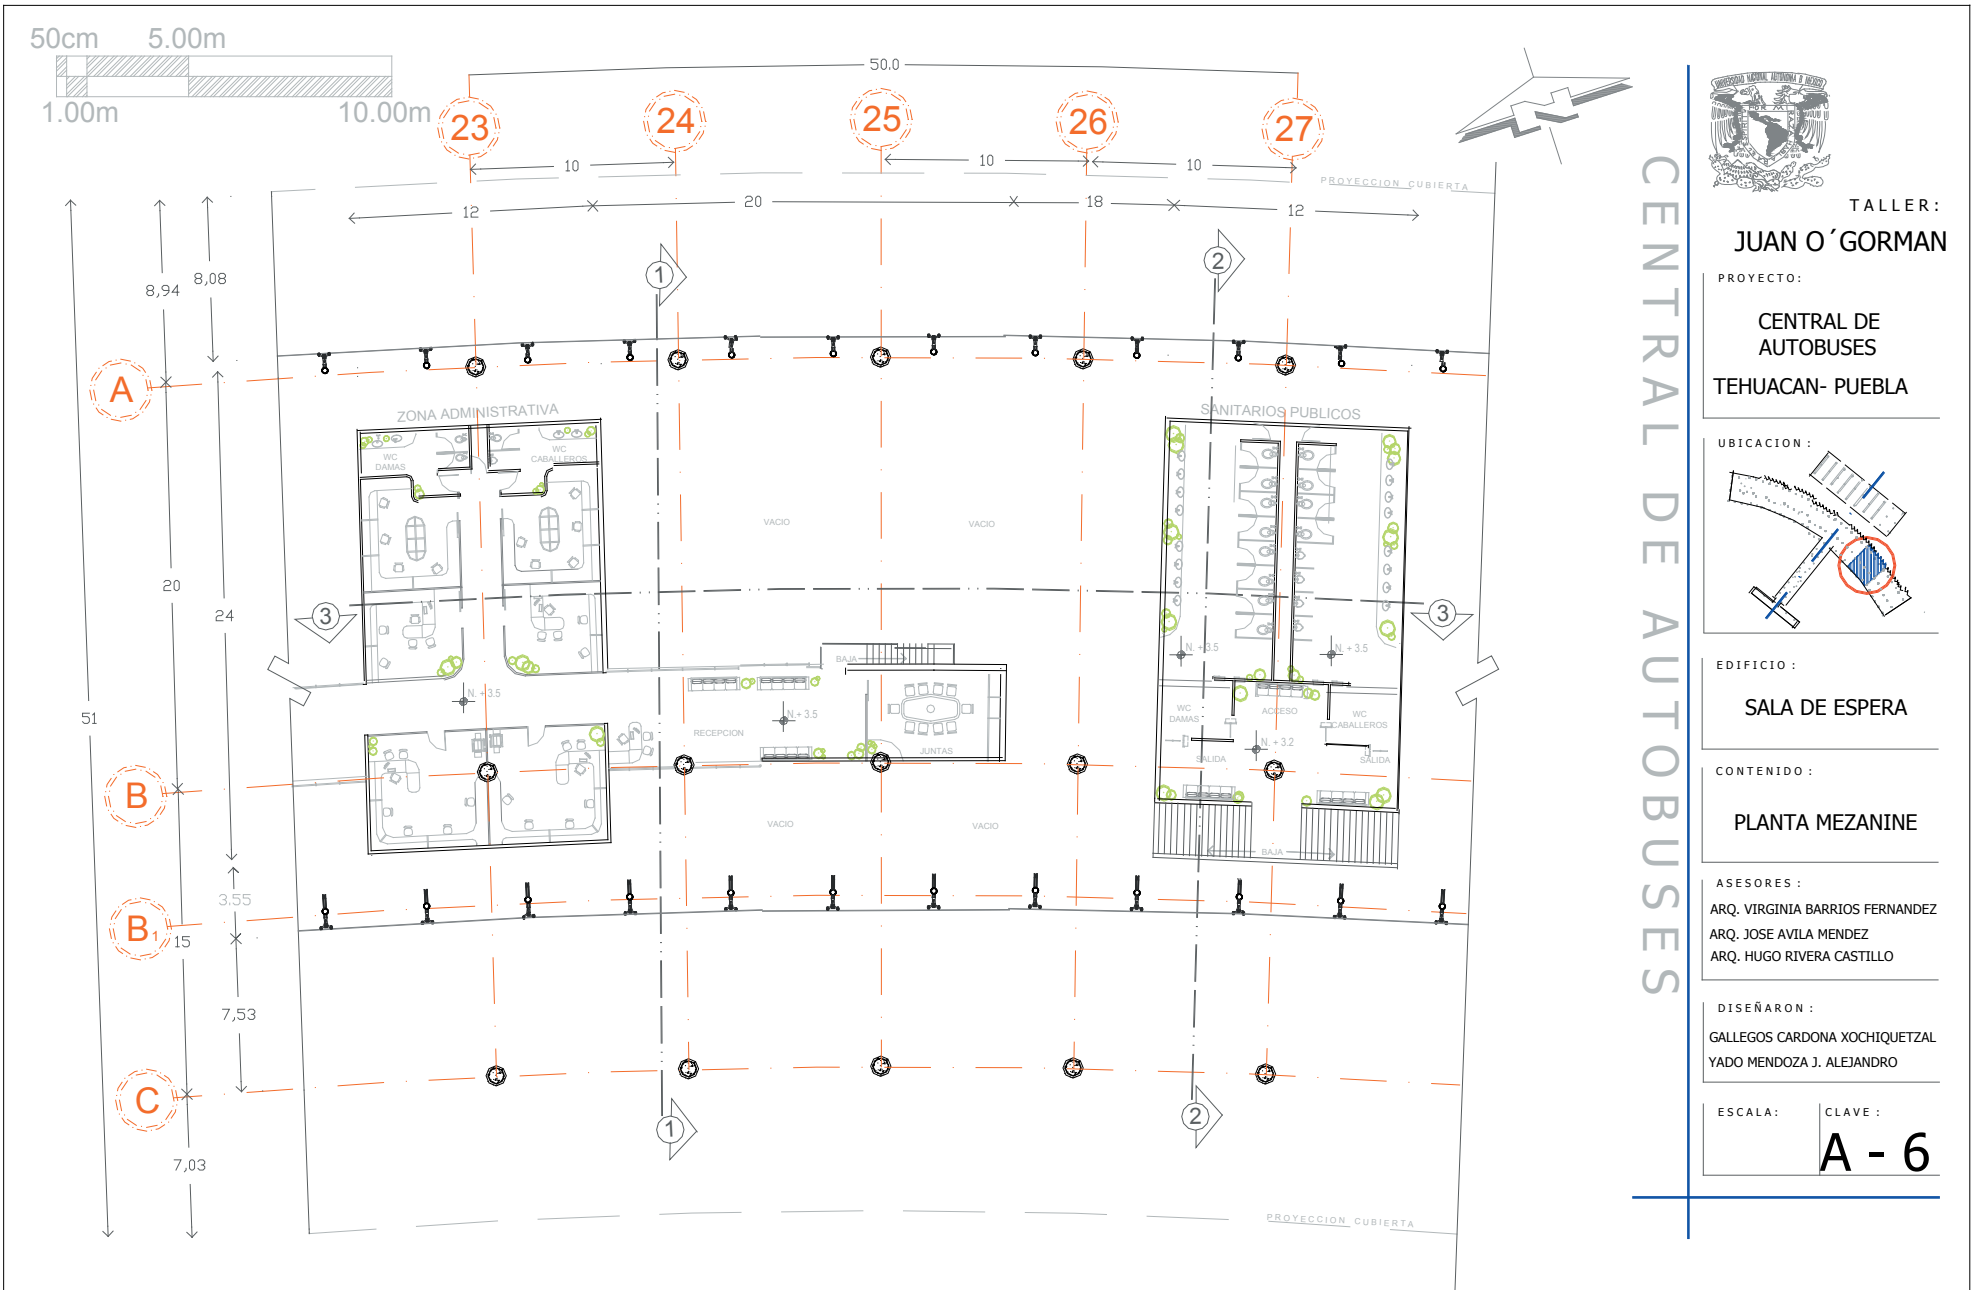 50cm 5.00m
1.00m 10.00m
50.0
23 24 25 26 27
10 10 10
PROYECCION CUBIERTA
12 20 18 12
8,94 8,08
1 2
A
ZONA ADMINISTRATIVA
SANITARIOS PUBLICOS
WC
DAMAS
WC
CABALLEROS
VACIO VACIO
20
24
3 3
BAJA
N. + 3.5
N. + 3.5
N. + 3.5
N. + 3.5
51
RECEPCION
JUNTAS
WC
DAMAS
ACCESO
WC
CABALLEROS
N. + 3.2
SALIDA
SALIDA
B
VACIO VACIO
BAJA
3.55
B1
15
7,53
C
1 2
7,03
PROYECCION CUBIERTA
CENTRAL DE AUTOBUSES
UNIVERSIDAD NACIONAL AUTONOMA
TALLER:
JUAN O´GORMAN
PROYECTO:
CENTRAL DE
AUTOBUSES
TEHUACAN- PUEBLA
UBICACION :
EDIFICIO :
SALA DE ESPERA
CONTENIDO :
PLANTA MEZANINE
ASESORES :
ARQ. VIRGINIA BARRIOS FERNANDEZ
ARQ. JOSE AVILA MENDEZ
ARQ. HUGO RIVERA CASTILLO
DISEÑARON :
GALLEGOS CARDONA XOCHIQUETZAL
YADO MENDOZA J. ALEJANDRO
ESCALA: CLAVE :
A - 6